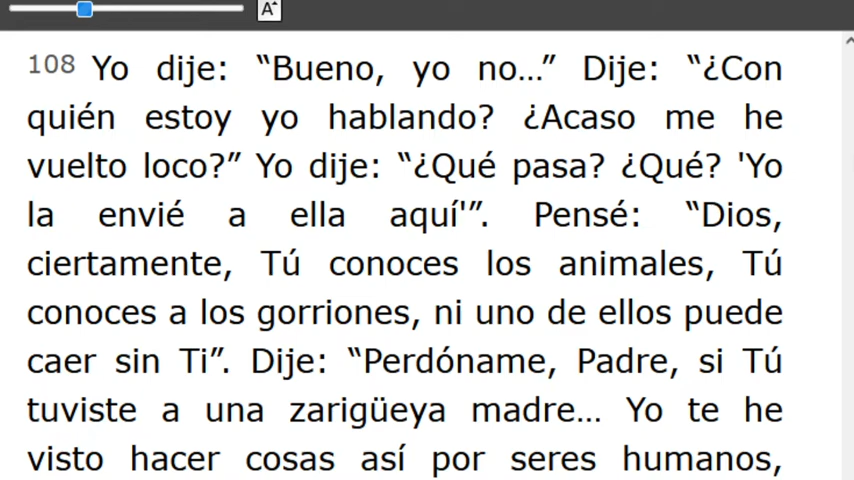 A
108 Yo dije: “Bueno, yo no…” Dije: “¿Con
quién estoy yo hablando? ¿Acaso me he
vuelto loco?” Yo dije: “¿Qué pasa? ¿Qué? 'Yo
la envié a ella aquí'”. Pensé: “Dios,
ciertamente, Tú conoces los animales, Tú
conoces a los gorriones, ni uno de ellos puede
caer sin Ti”. Dije: “Perdóname, Padre, si Tú
tuviste a una zarigüeya madre… Yo te he
visto hacer cosas así por seres humanos,